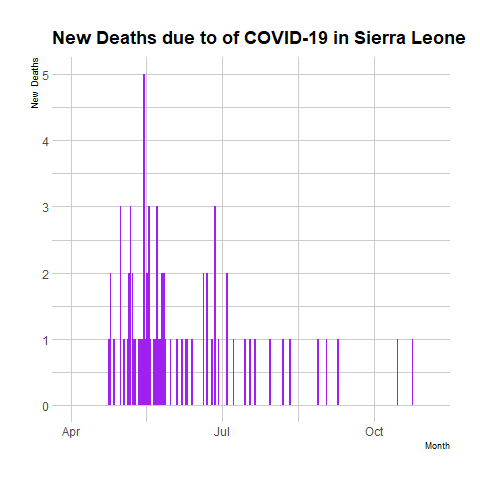 New Deaths due to of COVID-19 in Sierra Leone
New Deaths
5
4
3
2
1
0
Apr
Jul
Oct
Month